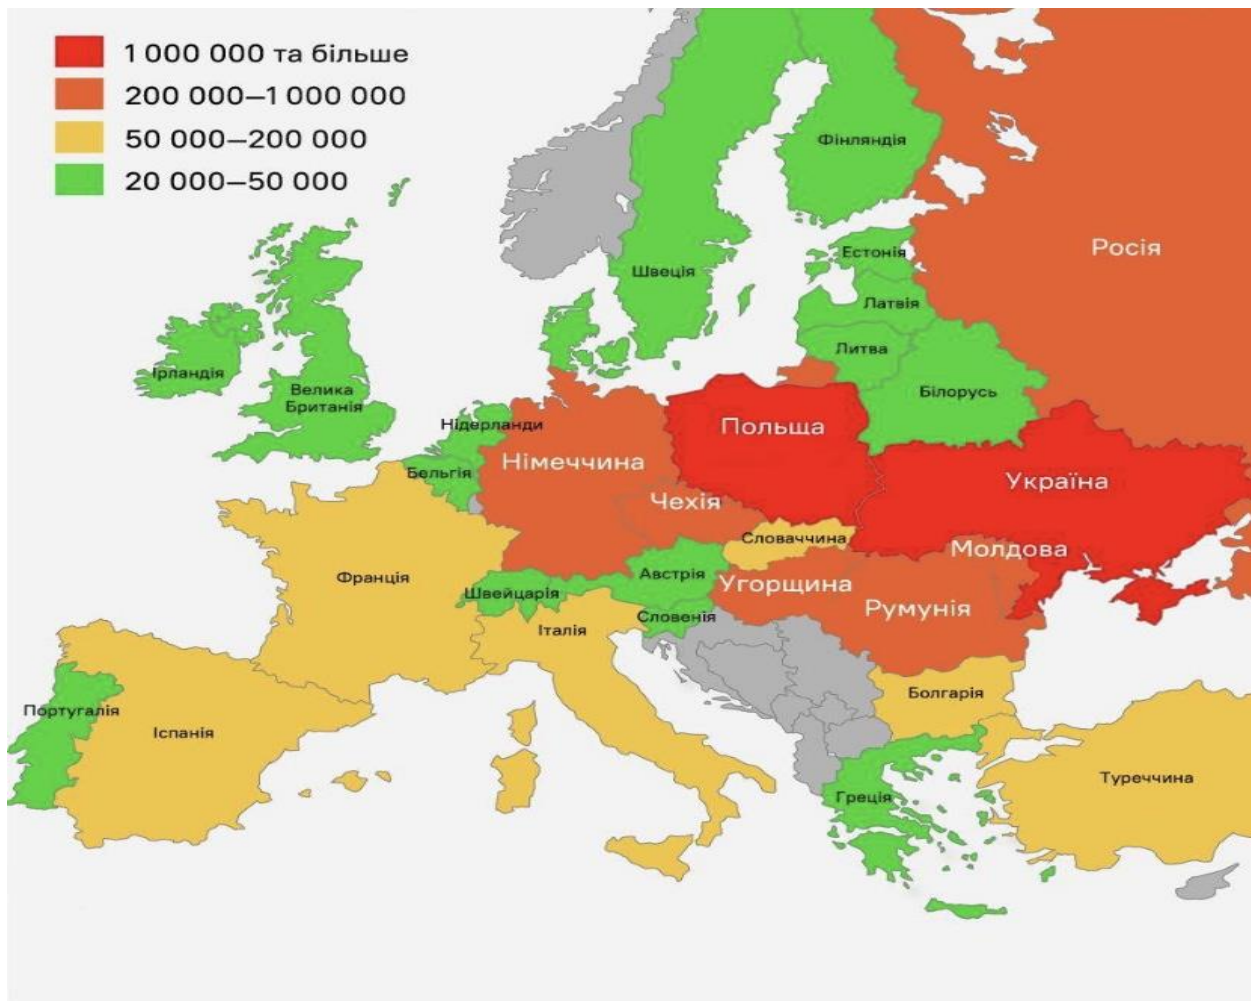 1 000 000 та більше
200 000—1 000 000
50 000—200 000
20 000—50 000
Фінляндія
Росія
Естонія
Швеція
Латвія
Литва
Ірландія
Велика
Британія
Білорусь
Нідерланди
Польща
Бельгія
Німеччина
Україна
Чехія
Словаччина
Молдова
Франція
Швейцарія
Австрія
Угорщина
Румунія
Словенія
Італія
Болгарія
Португалія
Іспанія
Туреччина
Греція